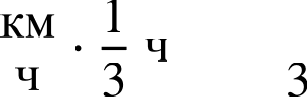 км/ч · 1/3 ч 3